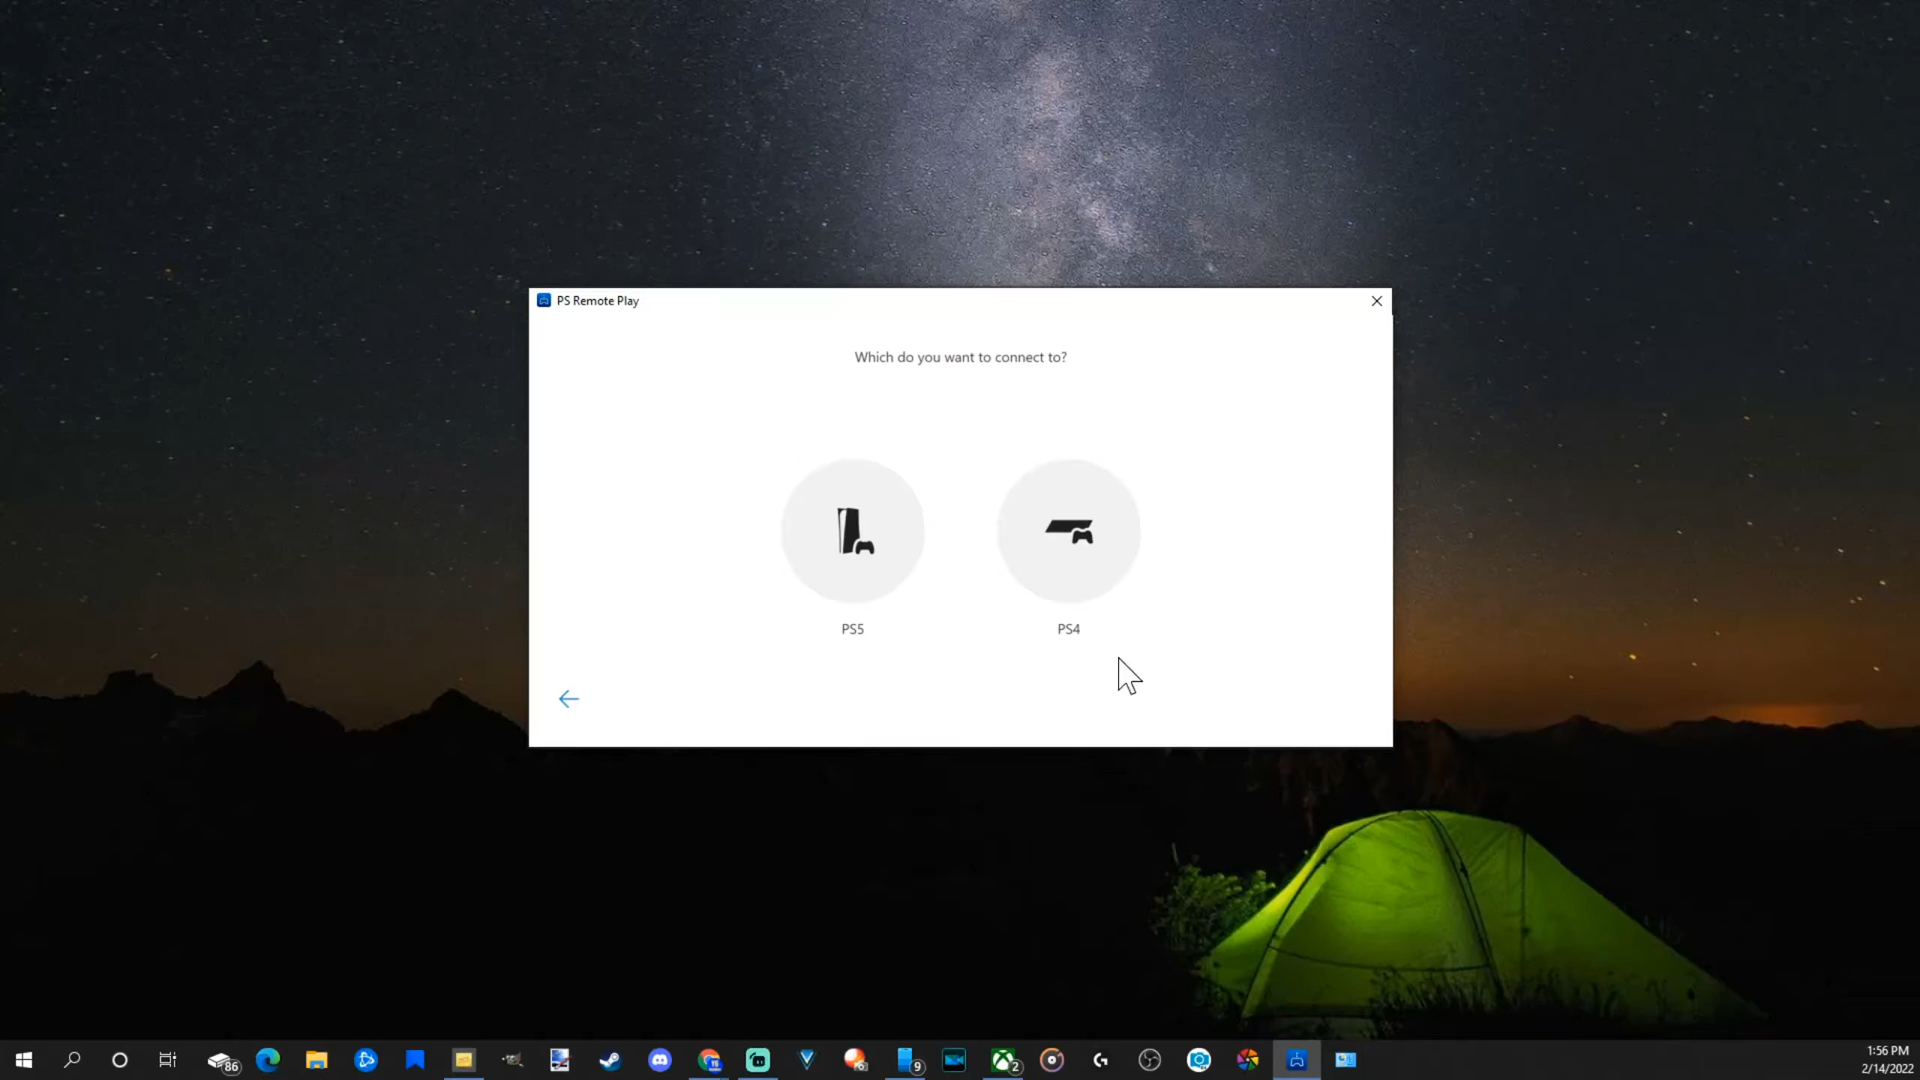 PS Remote Play
Which do you want to connect to?
PS5
PS4
86
9
2
1:56 PM
2/14/2022